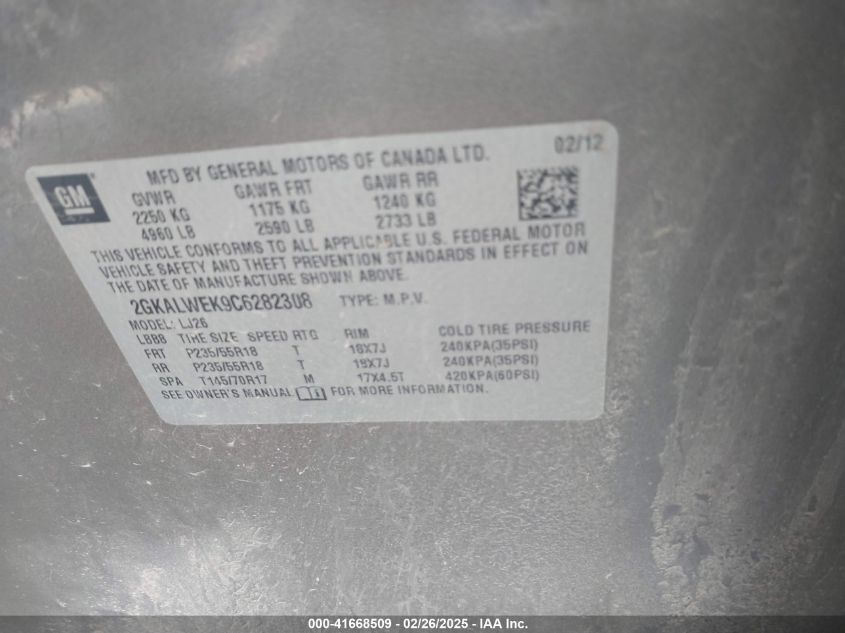 GM
MFD BY GENERAL MOTORS OF CANADA LTD. 02/12
GVWR GAWR FRT GAWR RR
2250 KG 1175 KG 1240 KG
4960 LB 2590 LB 2733 LB
THIS VEHICLE CONFORMS TO ALL APPLICABLE U.S. FEDERAL MOTOR
VEHICLE SAFETY AND THEFT PREVENTION STANDARDS IN EFFECT ON
THE DATE OF MANUFACTURE SHOWN ABOVE.
2GKALWEK9C6282308 TYPE: M.P.V.
MODEL: LJ26
LBBB TIRE SIZE SPEED RTG RIM COLD TIRE PRESSURE
FRT P235/55R18 T 18X7J 240KPA(35PSI)
RR P235/55R18 T 18X7J 240KPA(35PSI)
SPA T145/70R17 M 17X4.5T 420KPA(60PSI)
SEE OWNER'S MANUAL FOR MORE INFORMATION.
000-41668509 - 02/26/2025 - IAA Inc.